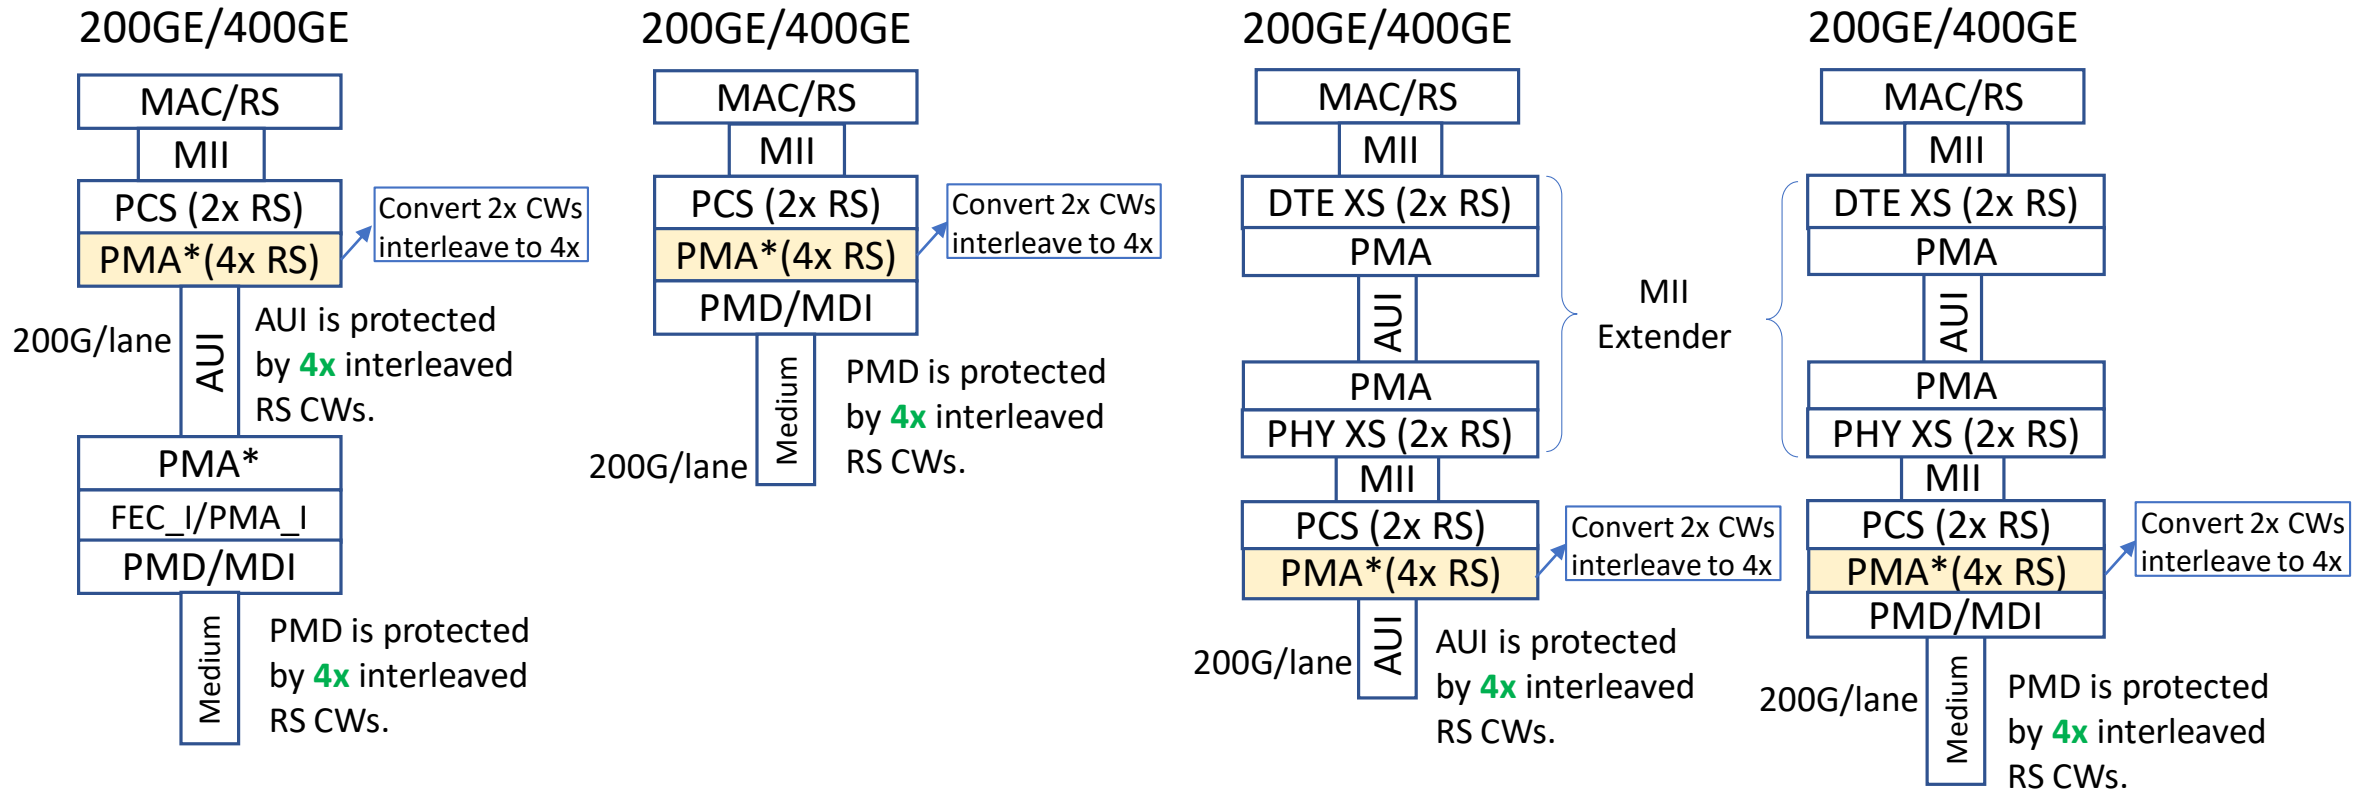 200GE/400GE
MAC/RS
MII
PCS (2x RS)
PMA*(4x RS)
Convert 2x CWs
interleave to 4x
200G/lane
AUI
AUI is protected
by 4x interleaved
RS CWs.
PMA*
FEC_I/PMA_I
PMD/MDI
Medium
PMD is protected
by 4x interleaved
RS CWs.
200GE/400GE
MAC/RS
MII
PCS (2x RS)
PMA*(4x RS)
Convert 2x CWs
interleave to 4x
PMD/MDI
200G/lane
Medium
PMD is protected
by 4x interleaved
RS CWs.
200GE/400GE
MAC/RS
MII
DTE XS (2x RS)
PMA
AUI
PMA
PHY XS (2x RS)
MII
Extender
MII
PCS (2x RS)
PMA*(4x RS)
Convert 2x CWs
interleave to 4x
200G/lane
AUI
AUI is protected
by 4x interleaved
RS CWs.
200GE/400GE
MAC/RS
MII
DTE XS (2x RS)
PMA
AUI
PMA
PHY XS (2x RS)
MII
PCS (2x RS)
PMA*(4x RS)
Convert 2x CWs
interleave to 4x
PMD/MDI
200G/lane
Medium
PMD is protected
by 4x interleaved
RS CWs.